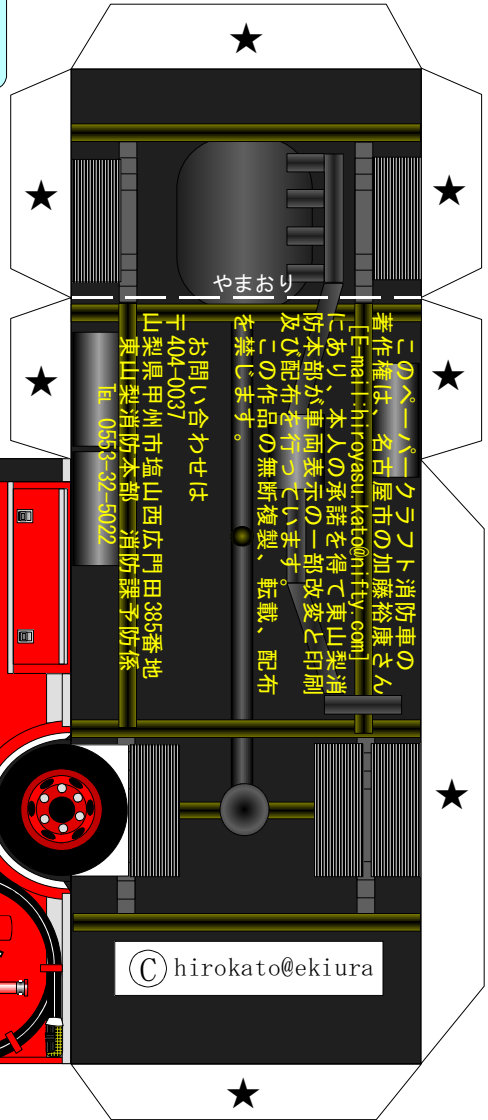 やまおり
このペーパークラフト消防車の
著作権は、名古屋市の加藤裕康さん
[E-mail:hiroyasu.kato@nifty.com]
にあり、本人の承諾を得て東山梨消
防本部が車両表示の一部改変と印刷
及び配布を行っています。
この作品の無断複製、転載、配布
を禁じます。
お問い合わせは
〒404-0037
山梨県甲州市塩山西広門田385番地
東山梨消防本部　消防課予防係
℡ 0553-32-5022
Ⓒ hirokato@ekiura